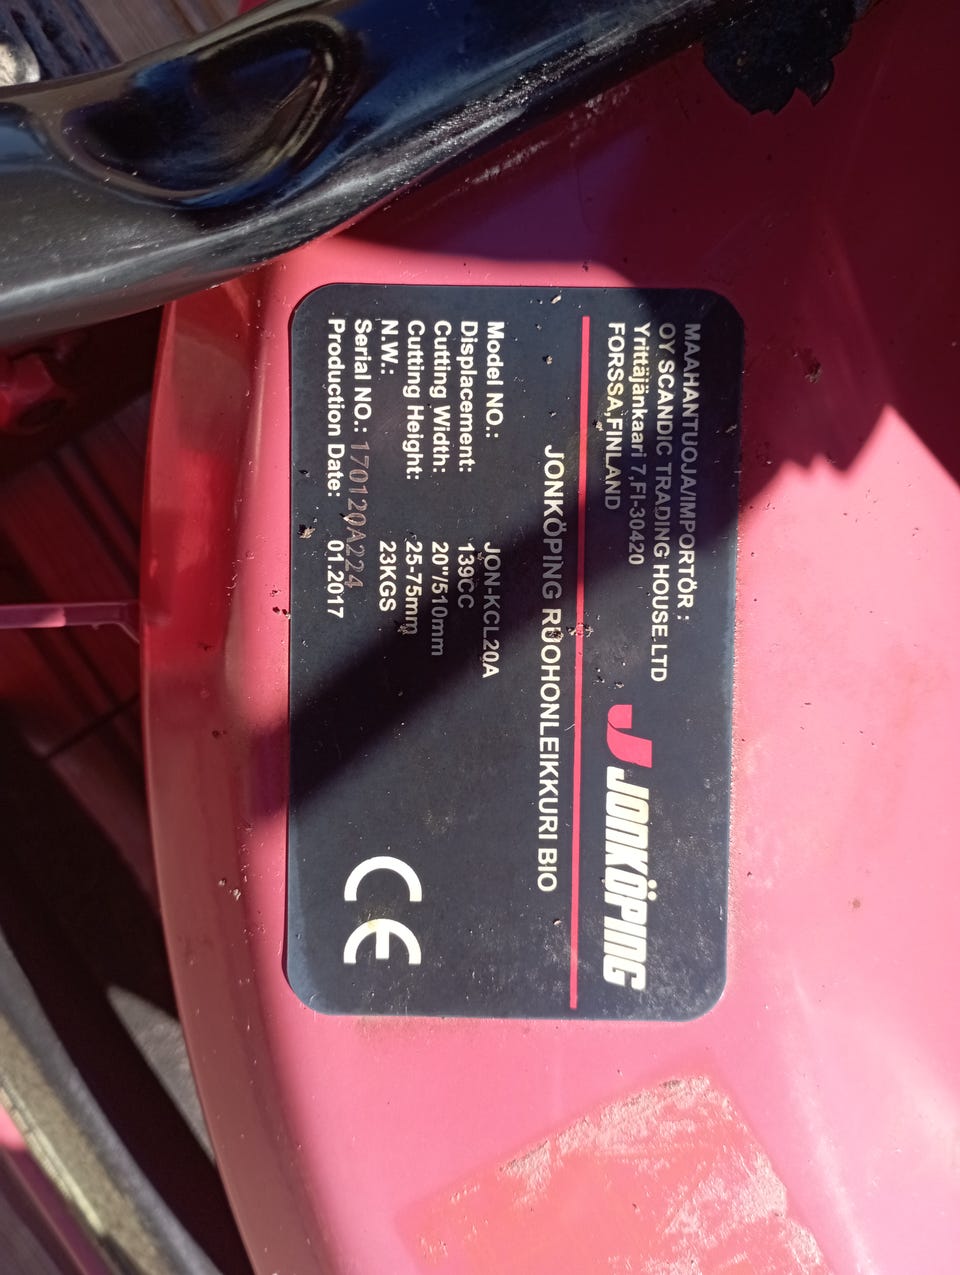 MAAHANTUOJA/IMPORTÖR :
OY SCANDIC TRADING HOUSE.LTD
Yrittäjänkaari 7,FI-30420
FORSSA,FINLAND
JONKÖPING
JONKÖPING RUOHONLEIKKURI BIO
Model NO.: JON-KCL20A
Displacement: 139CC
Cutting Width: 20"/510mm
Cutting Height: 25-75mm
N.W.: 23KGS
Serial NO.: 170120A224
Production Date: 01.2017
CE